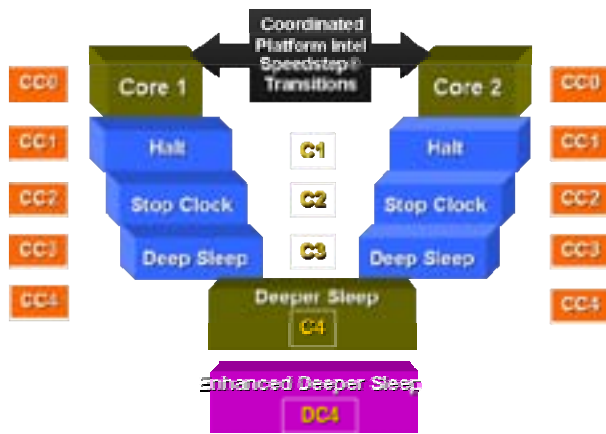 Coordinated
Platform Intel
Speedstep®
Transitions
CC0
Core 1
Core 2
CC0
CC1
Halt
C1
Halt
CC1
CC2
Stop Clock
C2
Stop Clock
CC2
CC3
Deep Sleep
C3
Deep Sleep
CC3
CC4
Deeper Sleep
C4
CC4
Enhanced Deeper Sleep
DC4